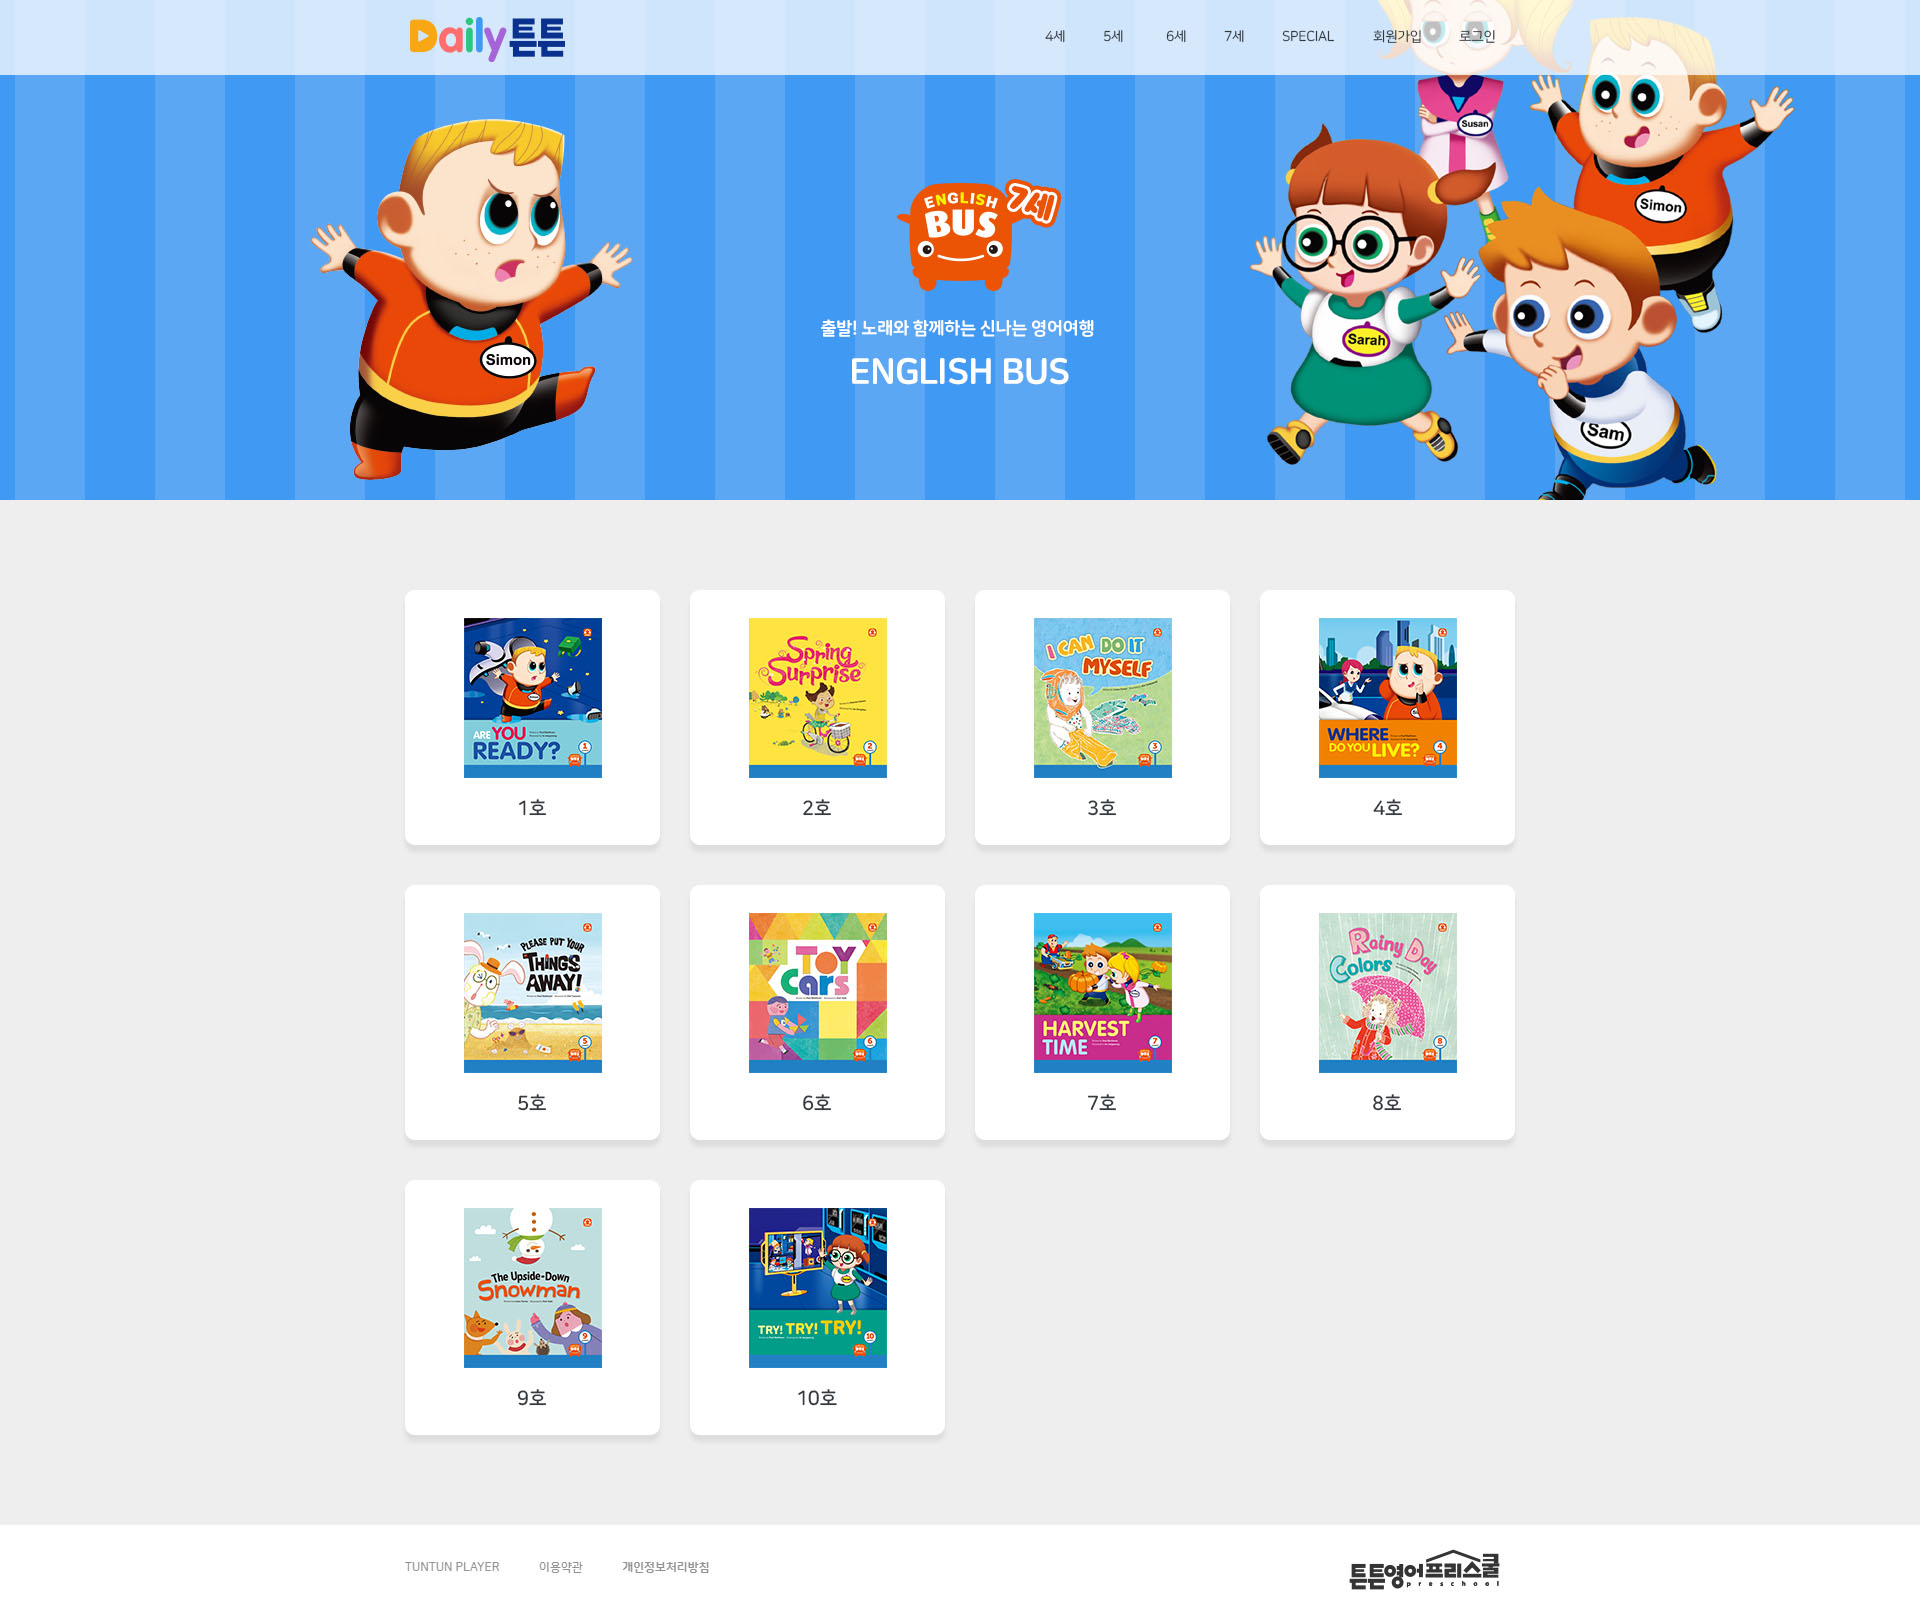 Daily튼튼
4세 5세 6세 7세 SPECIAL 회원가입 로그인
Susan
Simon
Simon
Sarah
Sam
ENGLISH
BUS
7세
출발! 노래와 함께하는 신나는 영어여행
ENGLISH BUS
ARE YOU
READY?
1
1호
Spring
Surprise
2
2호
I CAN DO IT
MYSELF
3
3호
WHERE
DO YOU LIVE?
4
4호
PLEASE PUT YOUR
THINGS
AWAY!
5
5호
TOY
Cars
6
6호
HARVEST
TIME
7
7호
Rainy Day
Colors
8
8호
The Upside-Down
Snowman
9
9호
TRY! TRY! TRY!
10
10호
TUNTUN PLAYER 이용약관 개인정보처리방침
튼튼영어프리스쿨
preschool